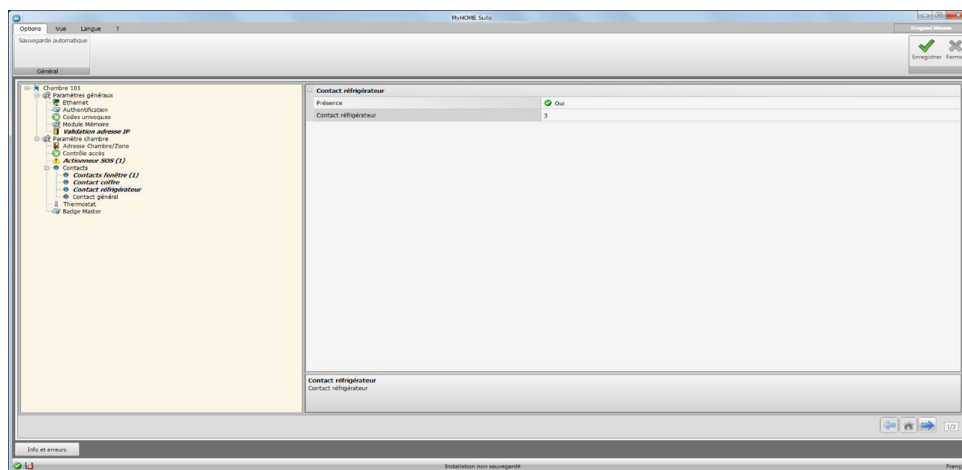 MyHOME Suite
Options Vue Langue ?
Sauvegarde automatique
Enregistrer Ferme
Général
Chambre 101
Paramètres généraux
Ethernet
Authentification
Codes univoques
Module Mémoire
Validation adresse IP
Paramètre chambre
Adresse Chambre/Zone
Contrôle accès
Actionneur SOS (1)
Contacts
Contacts fenêtre (1)
Contact coffre
Contact réfrigérateur
Contact général
Thermostat
Badge Master
Contact réfrigérateur
Présence Oui
Contact réfrigérateur 3
Contact réfrigérateur
Contact réfrigérateur
1/2
Info et erreurs
Installation non sauvegardé
Franç